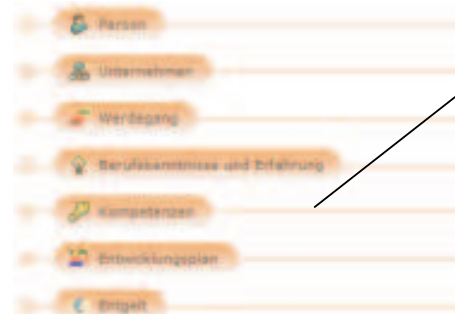 Person
Unternehmen
Werdegang
Berufskenntnisse und Erfahrung
Kompetenzen
Entwicklungsplan
Entgelt